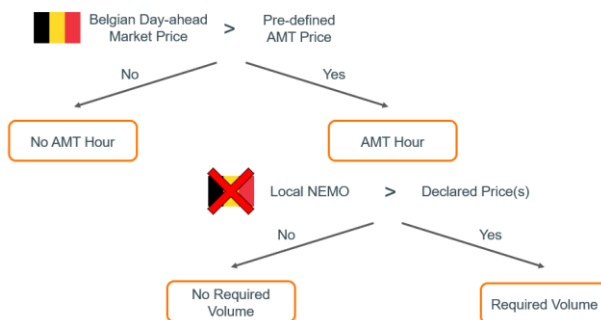 Belgian Day-ahead
Market Price
>
Pre-defined
AMT Price
No
Yes
No AMT Hour
AMT Hour
Local NEMO
>
Declared Price(s)
No
Yes
No Required
Volume
Required Volume